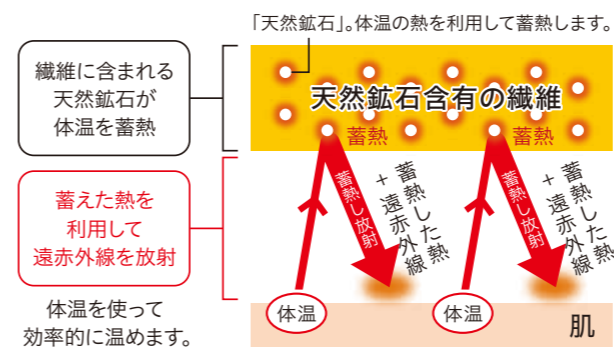 「天然鉱石」。体温の熱を利用して蓄熱します。
繊維に含まれる
天然鉱石が
体温を蓄熱
天然鉱石含有の繊維
蓄熱
蓄熱
蓄えた熱を
利用して
遠赤外線を放射
蓄熱し放射
蓄熱した熱
+
遠赤外線
蓄熱し放射
蓄熱した熱
+
遠赤外線
体温
体温
肌
体温を使って
効率的に温めます。